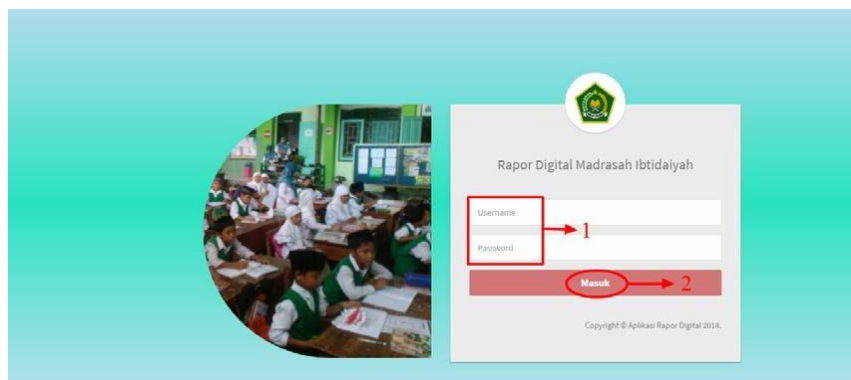 Rapor Digital Madrasah Ibtidaiyah
Username
1
Password
Masuk 2
Copyright © Aplikasi Rapor Digital 2018.